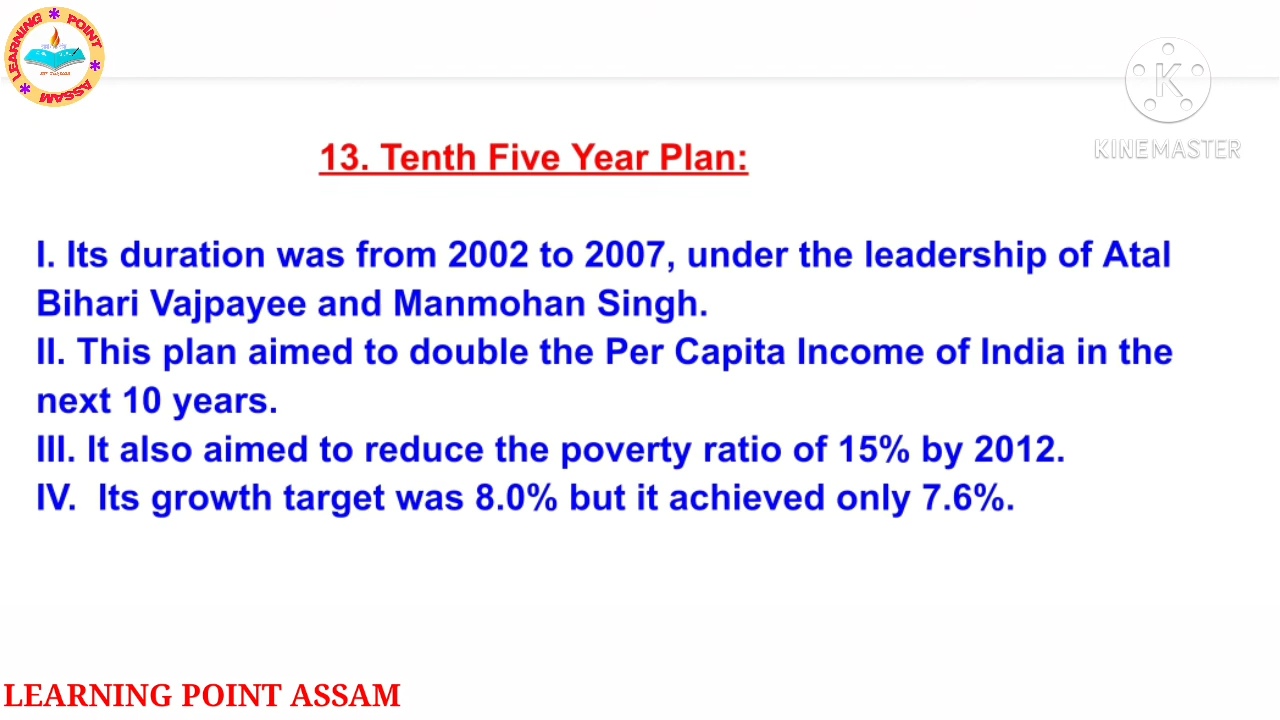 LEARNING POINT
ASSAM
K
KINEMASTER
13. Tenth Five Year Plan:
I. Its duration was from 2002 to 2007, under the leadership of Atal
Bihari Vajpayee and Manmohan Singh.
II. This plan aimed to double the Per Capita Income of India in the
next 10 years.
III. It also aimed to reduce the poverty ratio of 15% by 2012.
IV. Its growth target was 8.0% but it achieved only 7.6%.
LEARNING POINT ASSAM